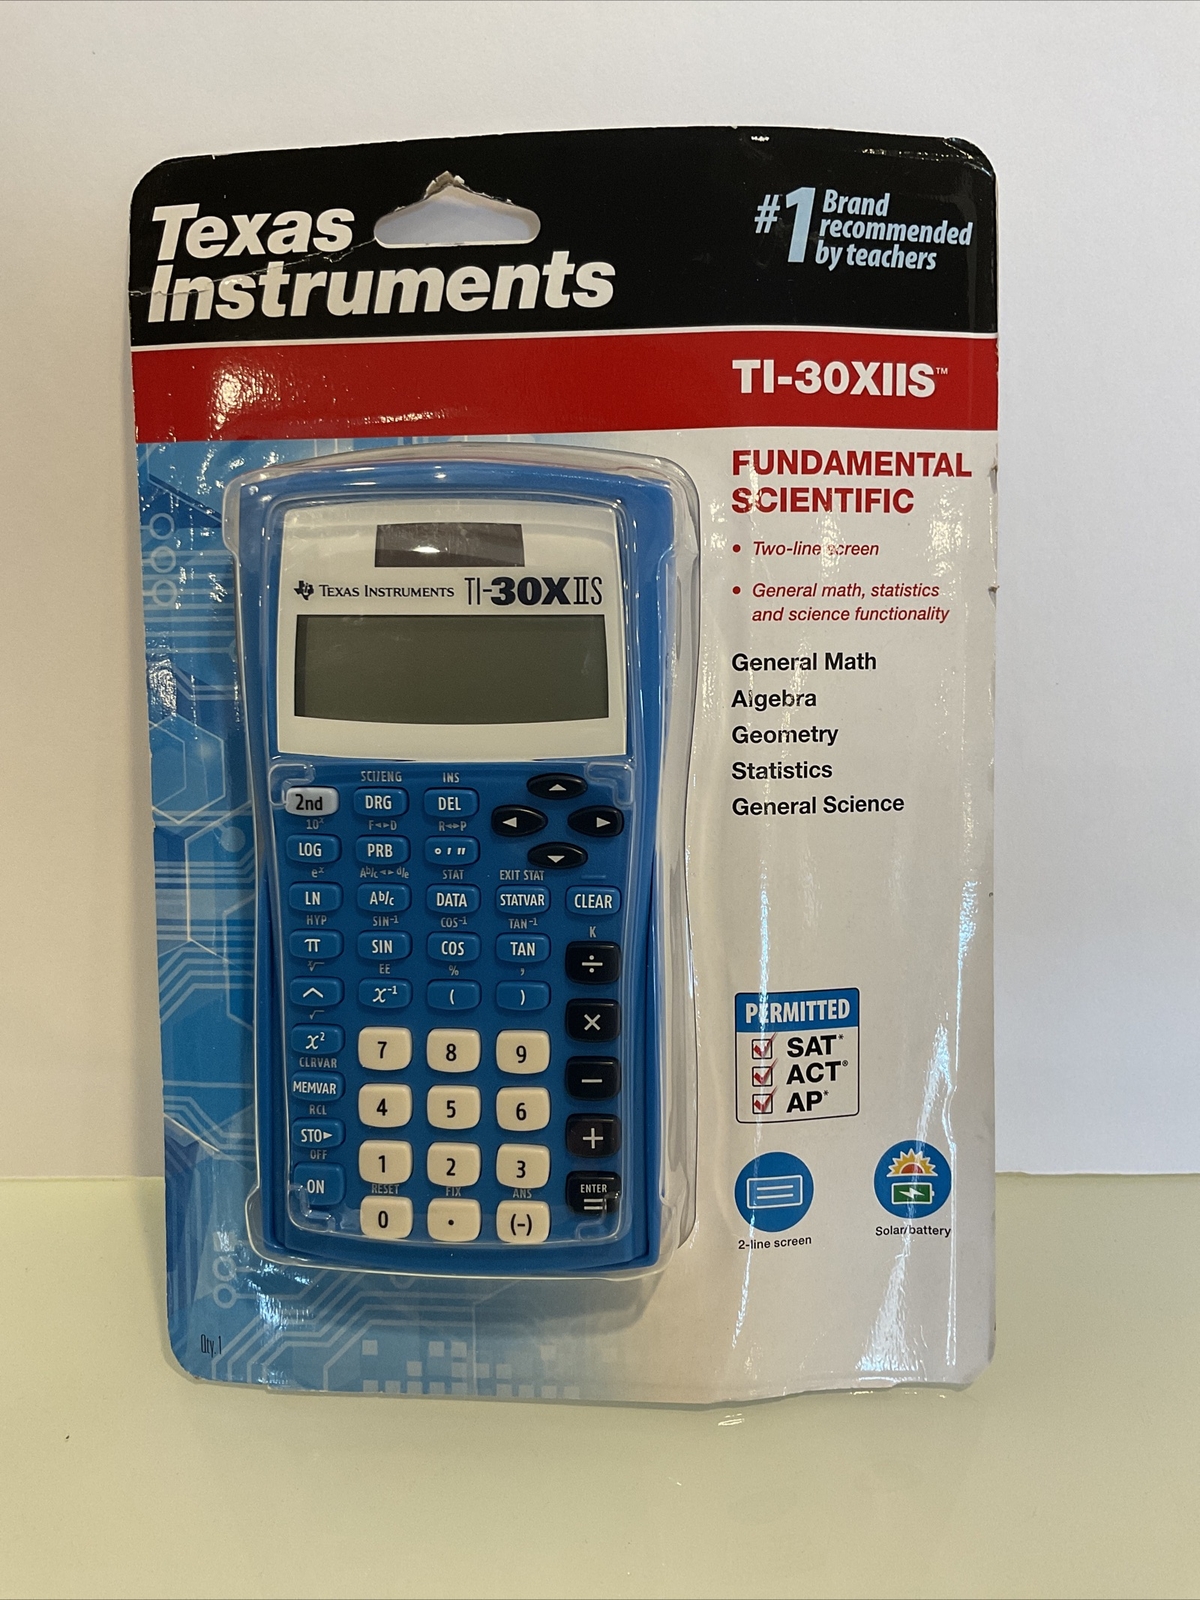 Texas
Instruments
#1 Brand
recommended
by teachers
TI-30XIIS™
FUNDAMENTAL
SCIENTIFIC
• Two-line screen
• General math, statistics
and science functionality
General Math
Algebra
Geometry
Statistics
General Science
PERMITTED
SAT*
ACT®
AP*
2-line screen
Solar/battery
Qty. 1
TEXAS INSTRUMENTS TI-30XIIS
SCI/ENG INS
2nd DRG DEL
10ˣ F◄►D R◄►P
LOG PRB ° ' "
eˣ Ab/c◄►d/e STAT EXIT STAT
LN Ab/c DATA STATVAR CLEAR
HYP SIN⁻¹ COS⁻¹ TAN⁻¹ K
π SIN COS TAN ÷
ˣ√ EE % ,
^ x⁻¹ ( ) ×
√
x² 7 8 9
CLRVAR
MEMVAR 4 5 6 −
RCL
STO► 1 2 3 +
OFF
ON
RESET FIX ANS ENTER
0 . (−) =